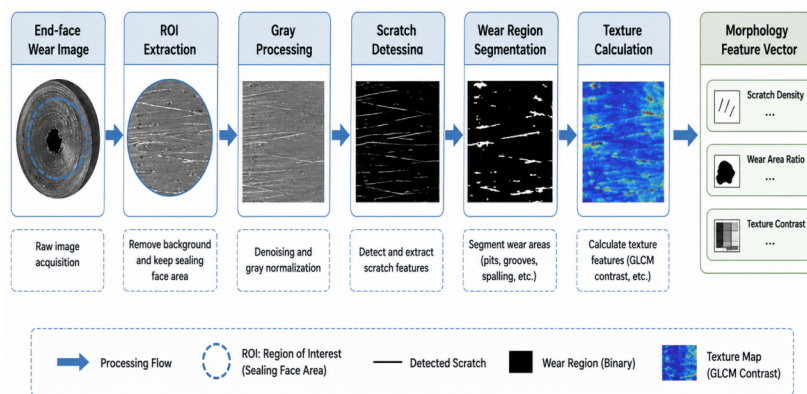 End-face
Wear Image
ROI
Extraction
Gray
Processing
Scratch
Detessing
Wear Region
Segmentation
Texture
Calculation
Morphology
Feature Vector
Scratch Density
...
Wear Area Ratio
...
Texture Contrast
...
Raw image
acquisition
Remove background
and keep sealing
face area
Denoising and
gray normalization
Detect and extract
scratch features
Segment wear areas
(pits, grooves,
spalling, etc.)
Calculate texture
features (GLCM
contrast, etc.)
Processing Flow
ROI: Region of Interest
(Sealing Face Area)
Detected Scratch
Wear Region (Binary)
Texture Map
(GLCM Contrast)